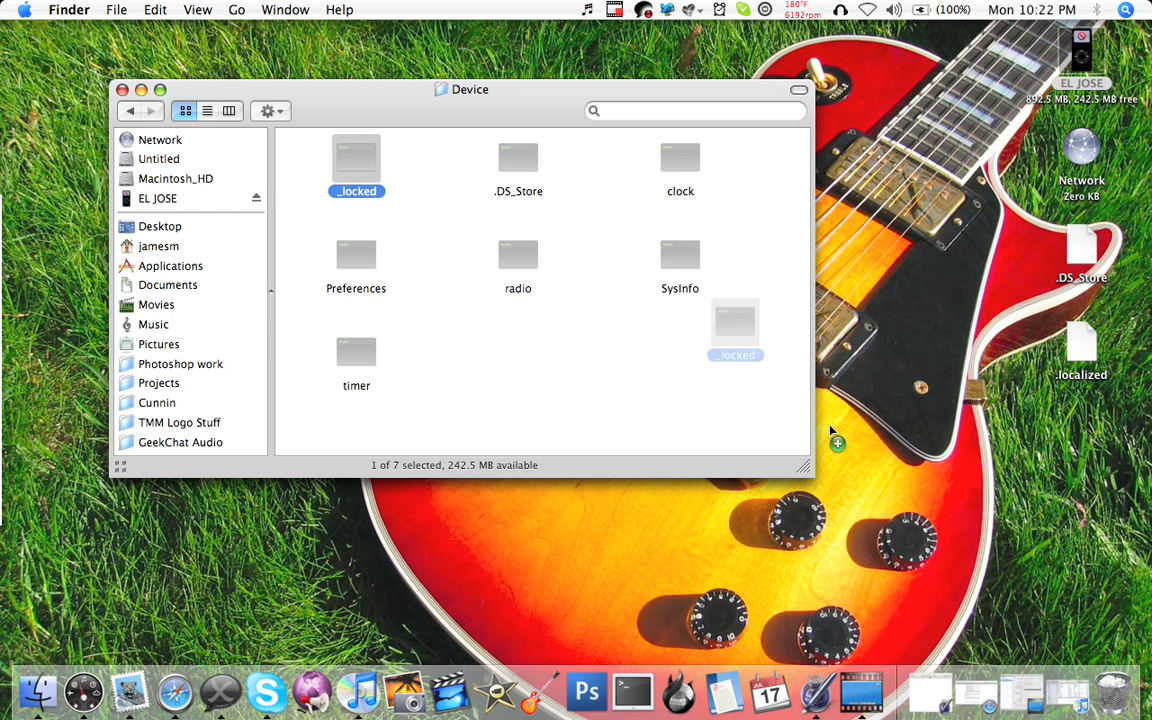 Finder File Edit View Go Window Help
180°F
6192rpm
(100%) Mon 10:22 PM
Device
Network
Untitled
Macintosh_HD
EL JOSE
Desktop
jamesm
Applications
Documents
Movies
Music
Pictures
Photoshop work
Projects
Cunnin
TMM Logo Stuff
GeekChat Audio
_locked
.DS_Store
clock
Preferences
radio
SysInfo
_locked
timer
1 of 7 selected, 242.5 MB available
EL JOSE
892.5 MB, 242.5 MB free
Network
Zero KB
.DS_Store
.localized
Ps
JUL
17